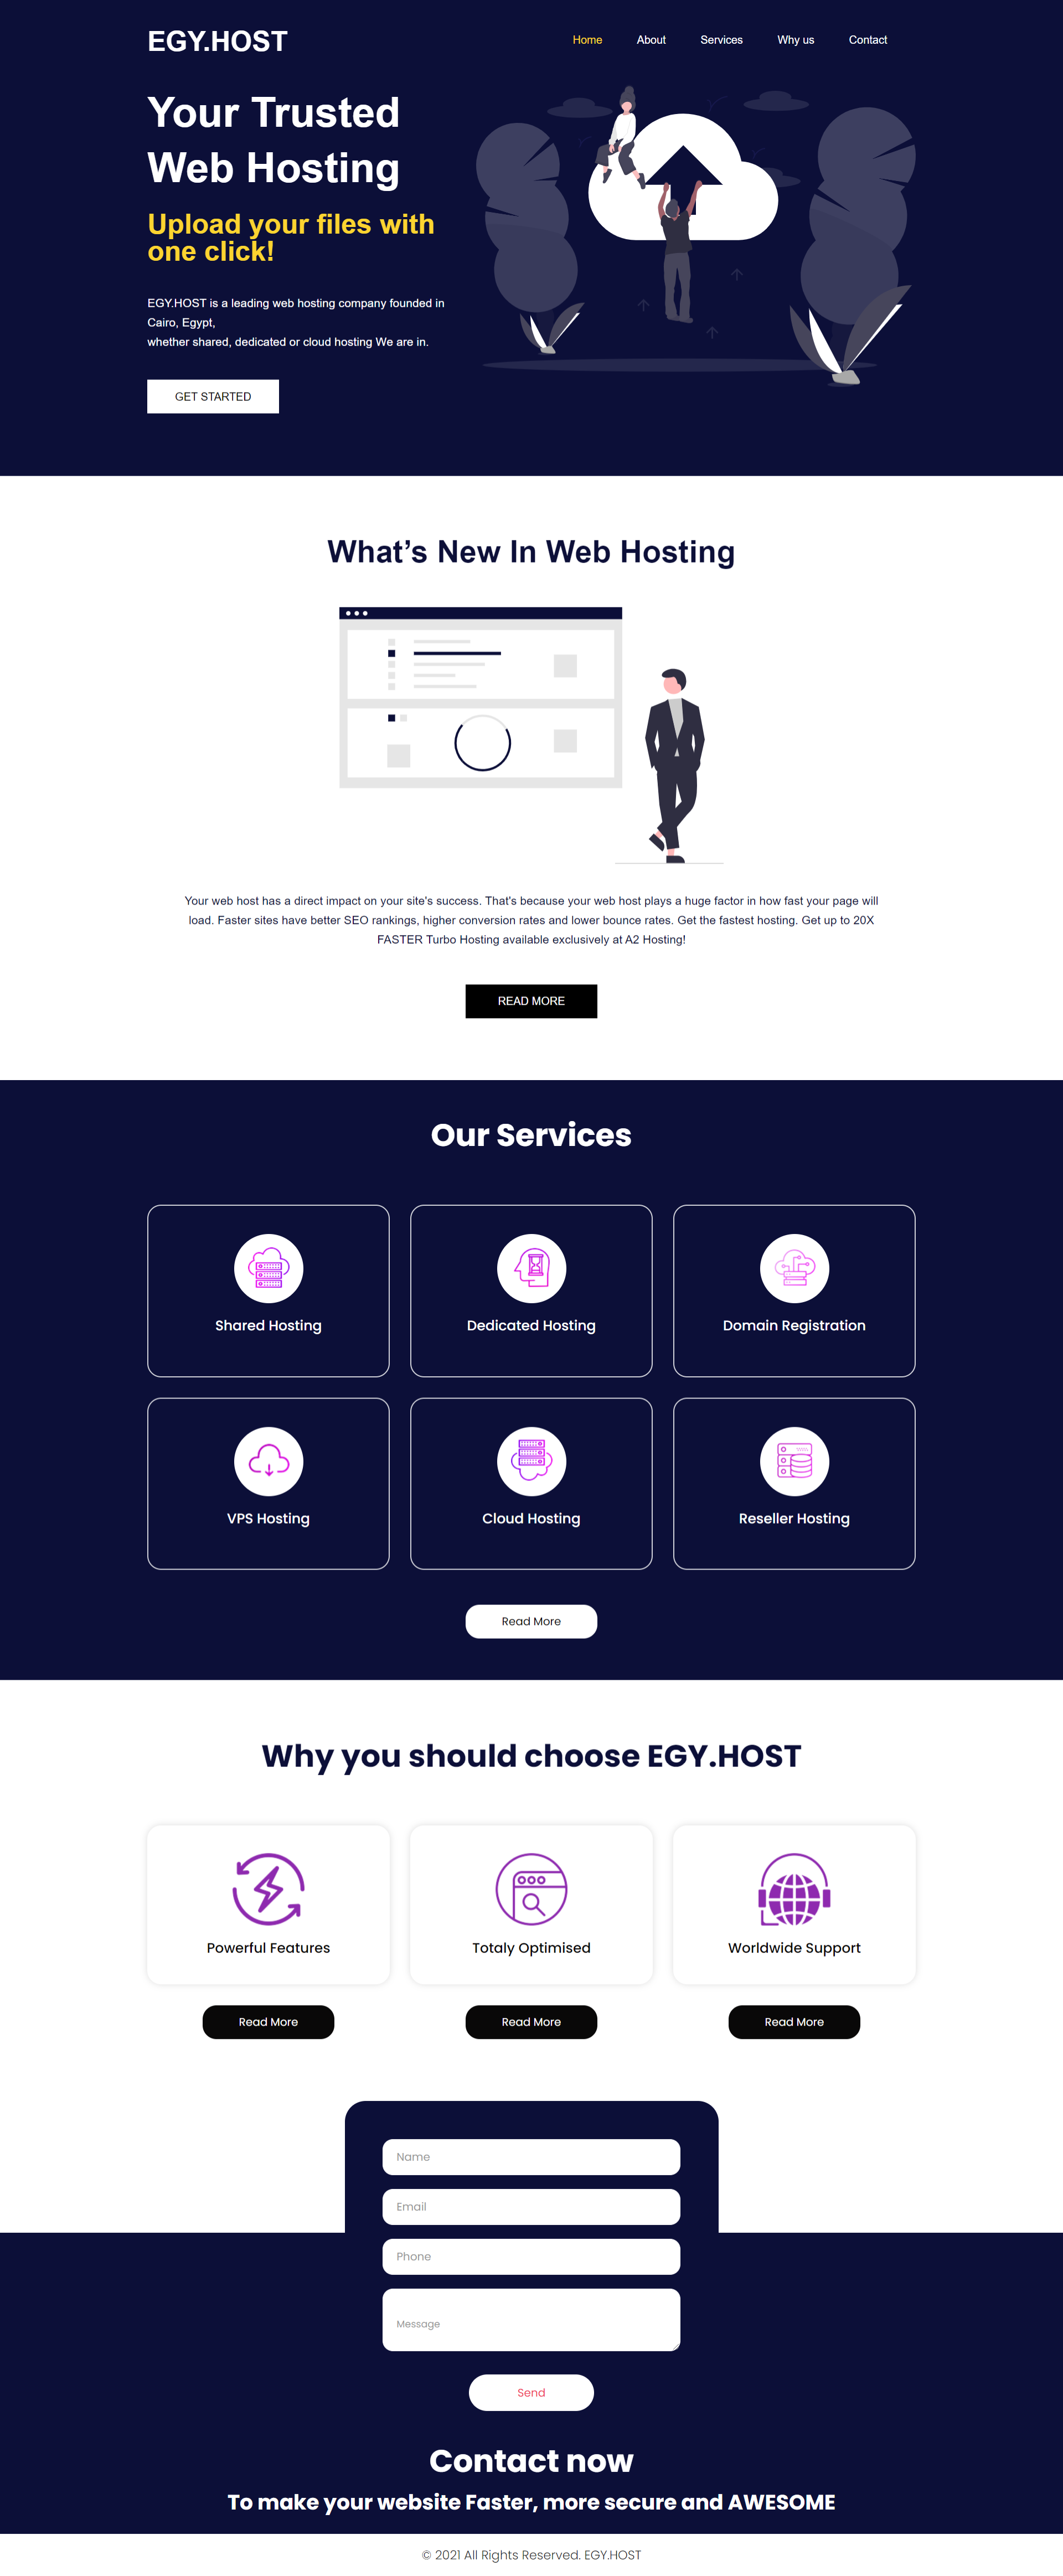 EGY.HOST
Home About Services Why us Contact
Your Trusted
Web Hosting
Upload your files with
one click!
EGY.HOST is a leading web hosting company founded in
Cairo, Egypt,
whether shared, dedicated or cloud hosting We are in.
GET STARTED
What’s New In Web Hosting
Your web host has a direct impact on your site's success. That's because your web host plays a huge factor in how fast your page will
load. Faster sites have better SEO rankings, higher conversion rates and lower bounce rates. Get the fastest hosting. Get up to 20X
FASTER Turbo Hosting available exclusively at A2 Hosting!
READ MORE
Our Services
Shared Hosting
Dedicated Hosting
Domain Registration
VPS Hosting
Cloud Hosting
Reseller Hosting
Read More
Why you should choose EGY.HOST
Powerful Features
Totaly Optimised
Worldwide Support
Read More
Read More
Read More
Name
Email
Phone
Message
Send
Contact now
To make your website Faster, more secure and AWESOME
© 2021 All Rights Reserved. EGY.HOST